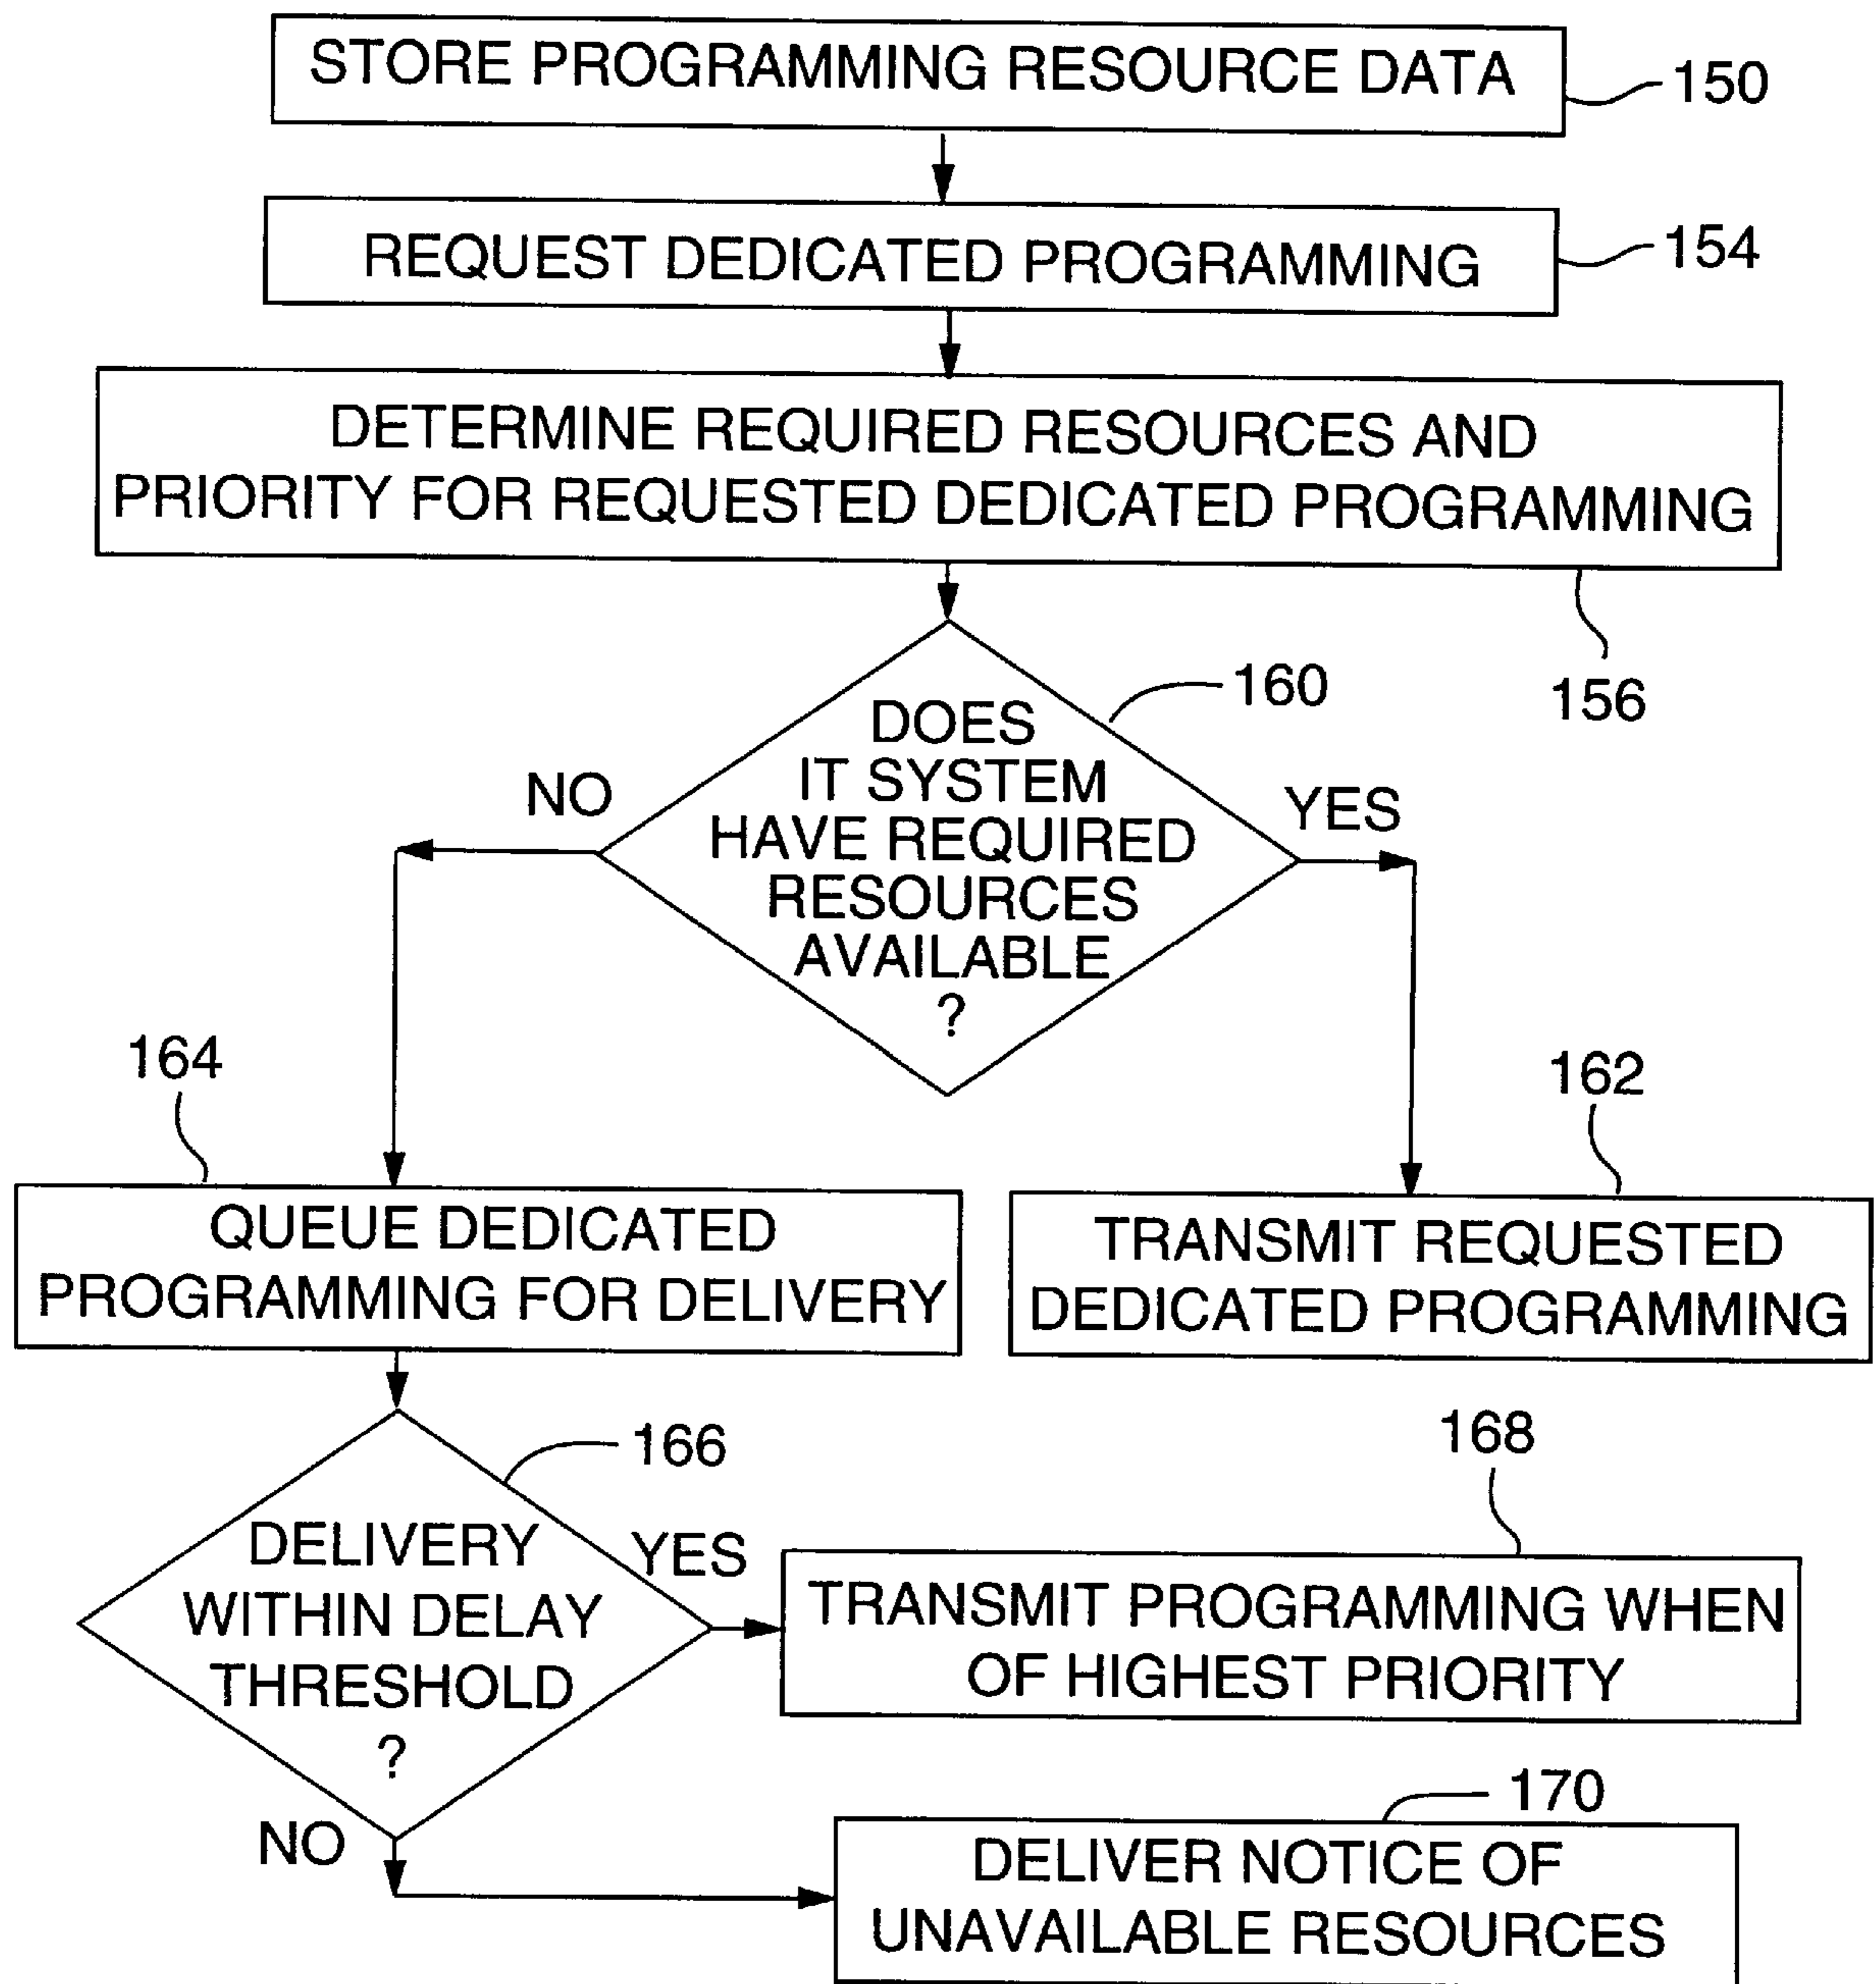 STORE PROGRAMMING RESOURCE DATA
150
REQUEST DEDICATED PROGRAMMING
154
DETERMINE REQUIRED RESOURCES AND
PRIORITY FOR REQUESTED DEDICATED PROGRAMMING
156
160
DOES
IT SYSTEM
HAVE REQUIRED
RESOURCES
AVAILABLE
?
NO
YES
164
QUEUE DEDICATED
PROGRAMMING FOR DELIVERY
162
TRANSMIT REQUESTED
DEDICATED PROGRAMMING
166
DELIVERY
WITHIN DELAY
THRESHOLD
?
YES
168
TRANSMIT PROGRAMMING WHEN
OF HIGHEST PRIORITY
NO
170
DELIVER NOTICE OF
UNAVAILABLE RESOURCES